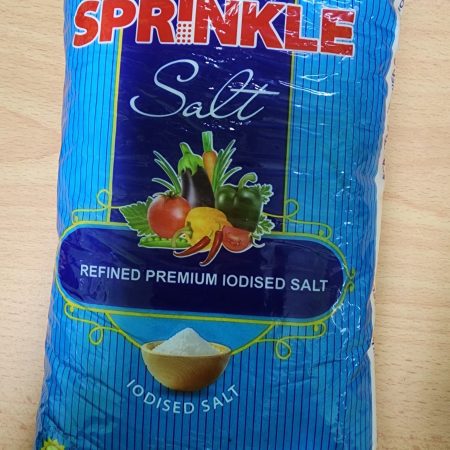 SPRINKLE
Salt
REFINED PREMIUM IODISED SALT
IODISED SALT